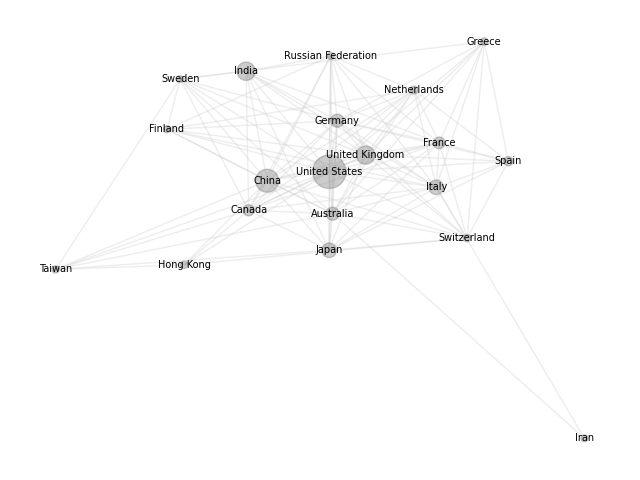 Greece
Russian Federation
India
Sweden
Netherlands
Germany
Finland
France
United Kingdom
Spain
United States
China
Italy
Canada
Australia
Switzerland
Japan
Hong Kong
Taiwan
Iran